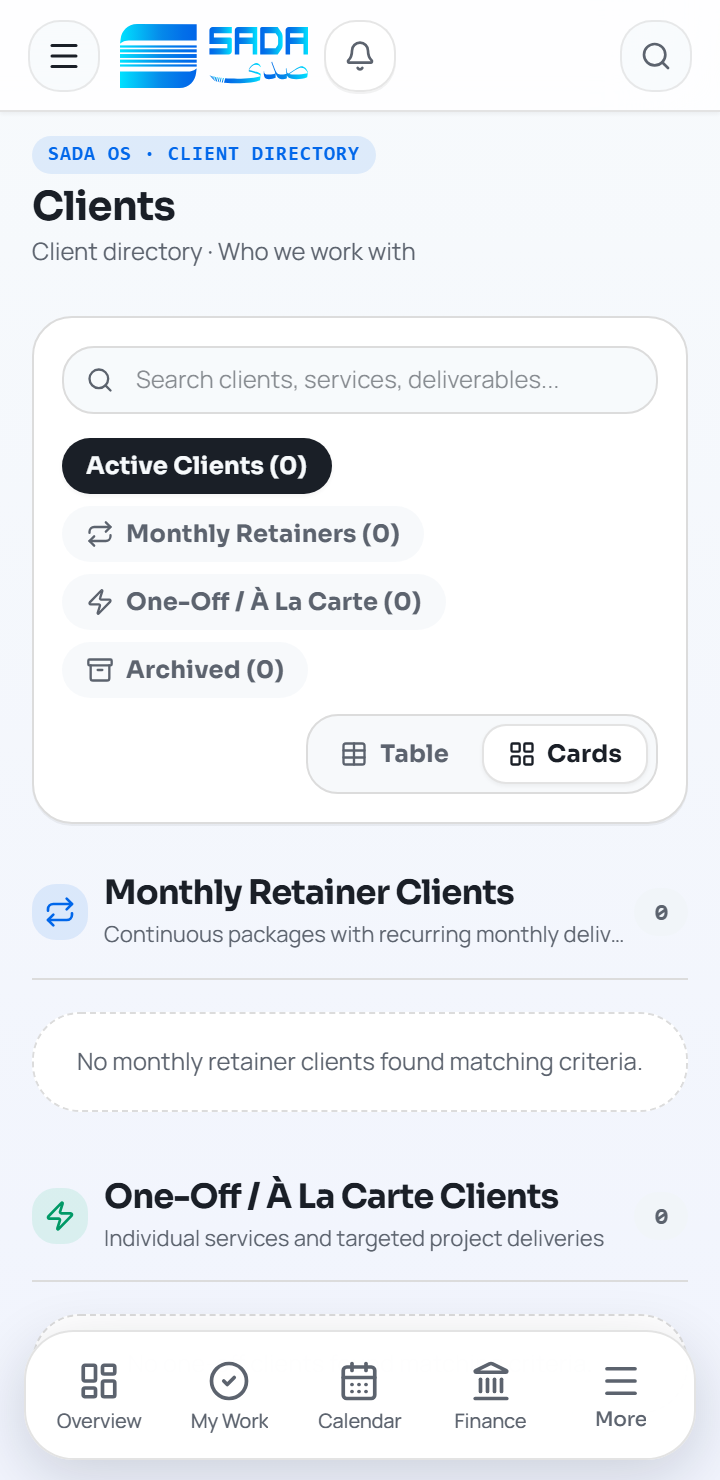 SADA
صدى
SADA OS · CLIENT DIRECTORY
Clients
Client directory · Who we work with
Search clients, services, deliverables...
Active Clients (0)
Monthly Retainers (0)
One-Off / À La Carte (0)
Archived (0)
Table
Cards
Monthly Retainer Clients
0
Continuous packages with recurring monthly deliv...
No monthly retainer clients found matching criteria.
One-Off / À La Carte Clients
0
Individual services and targeted project deliveries
Overview
My Work
Calendar
Finance
More